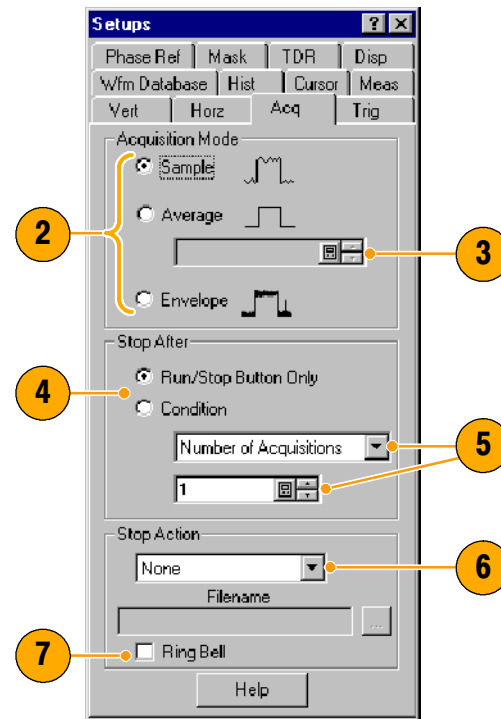 Setups
Phase Ref Mask TDR Disp
Wfm Database Hist Cursor Meas
Vert Horz Acq Trig
Acquisition Mode
Sample
2
Average
3
Envelope
Stop After
Run/Stop Button Only
4
Condition
Number of Acquisitions
5
1
Stop Action
None
6
Filename
...
7
Ring Bell
Help